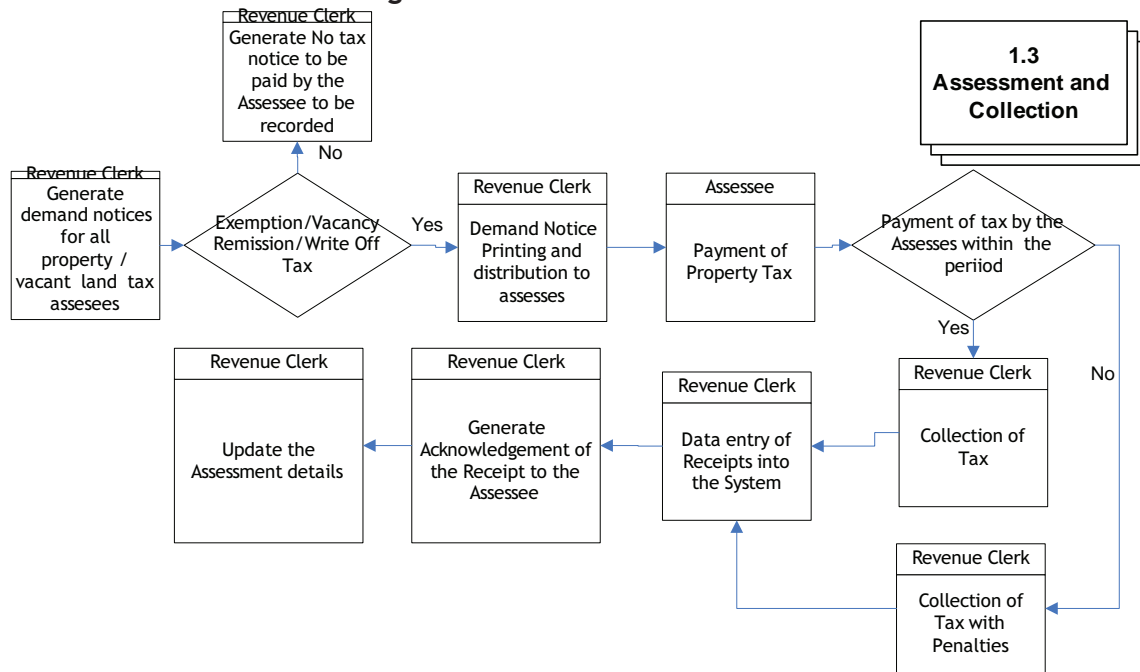 Revenue Clerk
Generate No tax
notice to be
paid by the
Assessee to be
recorded
1.3
Assessment and
Collection
No
Revenue Clerk
Generate
demand notices
for all
property /
vacant land tax
assesees
Exemption/Vacancy
Remission/Write Off
Tax
Yes
Revenue Clerk
Demand Notice
Printing and
distribution to
assesses
Assessee
Payment of
Property Tax
Payment of tax by the
Assesses within the
periiod
Yes
No
Revenue Clerk
Update the
Assessment details
Revenue Clerk
Generate
Acknowledgement of
the Receipt to the
Assessee
Revenue Clerk
Data entry of
Receipts into
the System
Revenue Clerk
Collection of
Tax
Revenue Clerk
Collection of
Tax with
Penalties